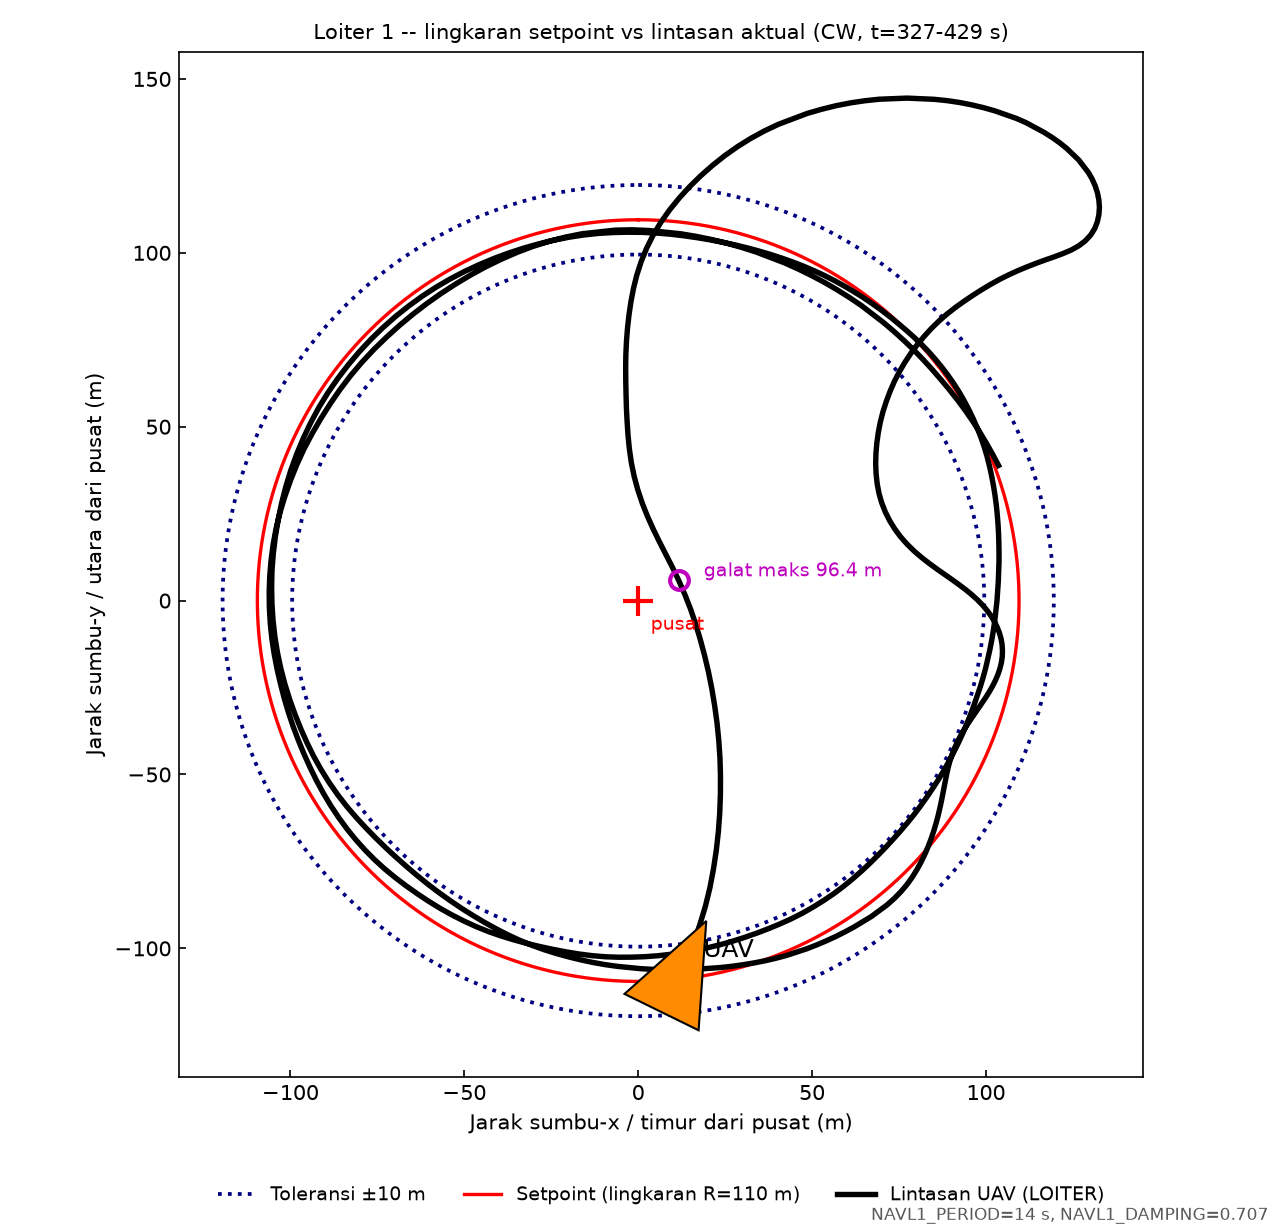 Loiter 1 -- lingkaran setpoint vs lintasan aktual (CW, t=327-429 s)
Jarak sumbu-y / utara dari pusat (m)
150
100
50
0
−50
−100
galat maks 96.4 m
pusat
UAV
−100 −50 0 50 100
Jarak sumbu-x / timur dari pusat (m)
Toleransi ±10 m Setpoint (lingkaran R=110 m) Lintasan UAV (LOITER)
NAVL1_PERIOD=14 s, NAVL1_DAMPING=0.707